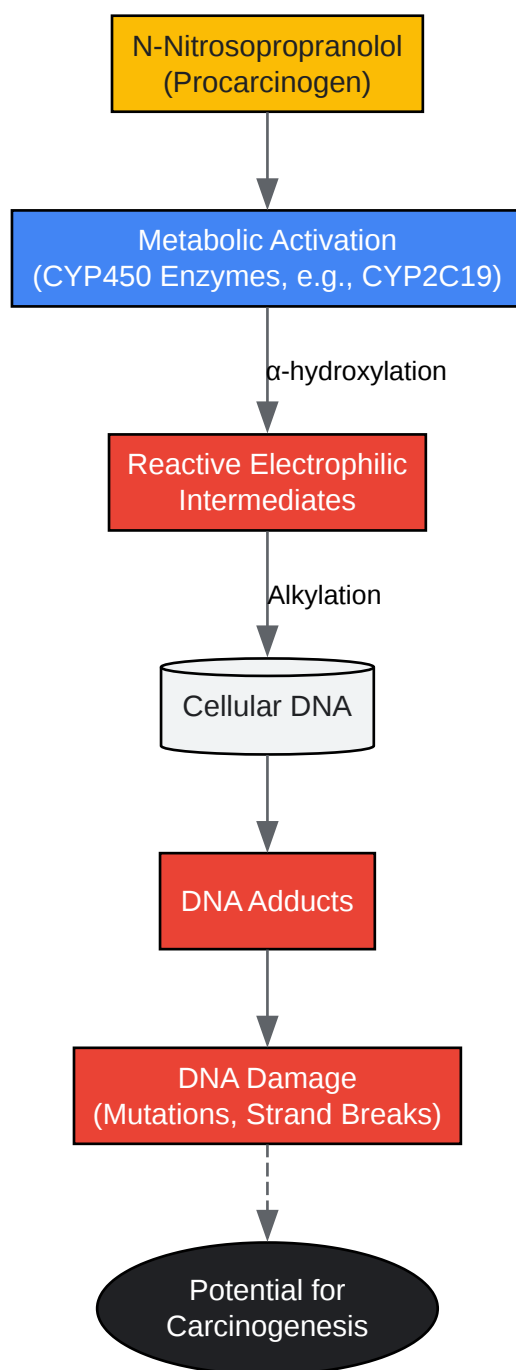 N-Nitrosopropranolol
(Procarcinogen)
Metabolic Activation
(CYP450 Enzymes, e.g., CYP2C19)
α-hydroxylation
Reactive Electrophilic
Intermediates
Alkylation
Cellular DNA
DNA Adducts
DNA Damage
(Mutations, Strand Breaks)
Potential for
Carcinogenesis